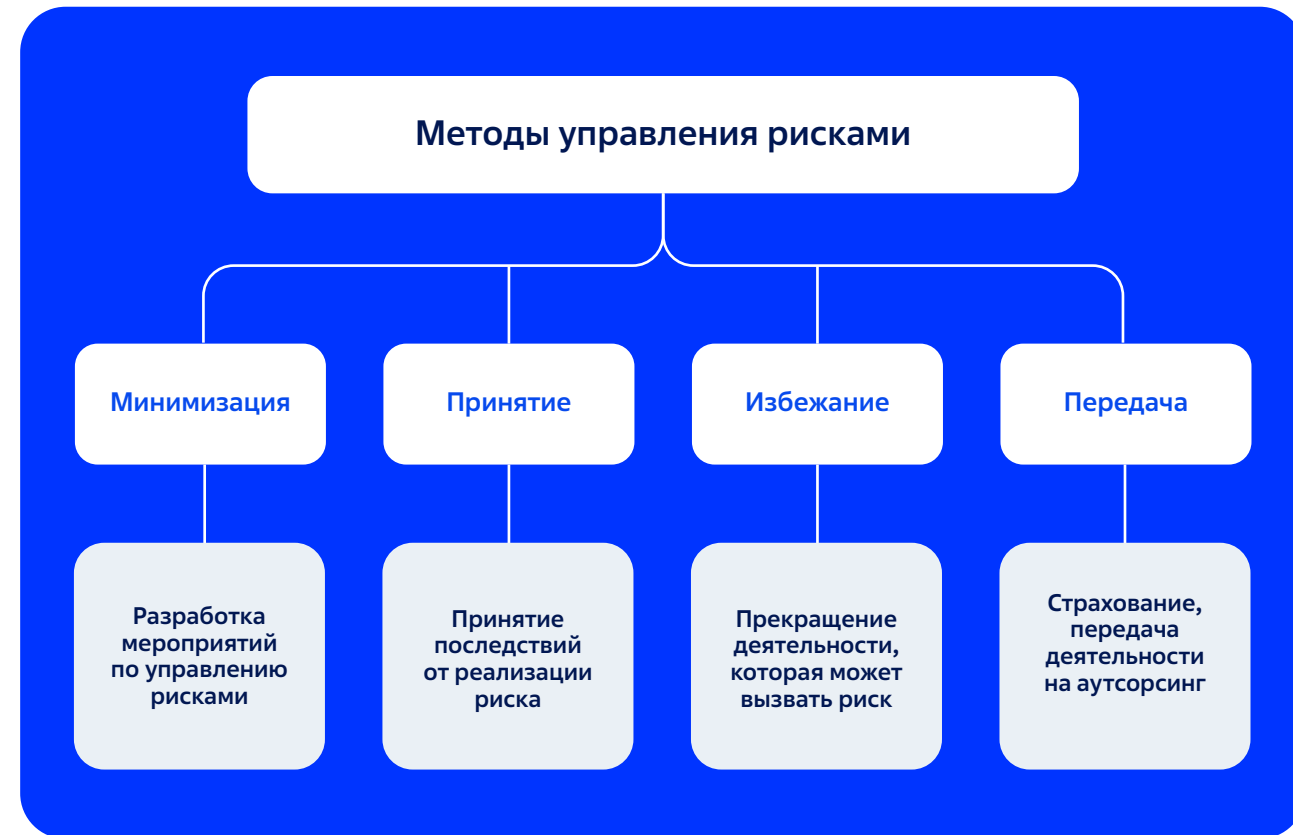 Методы управления рисками
Минимизация
Принятие
Избежание
Передача
Разработка
мероприятий
по управлению
рисками
Принятие
последствий
от реализации
риска
Прекращение
деятельности,
которая может
вызвать риск
Страхование,
передача
деятельности
на аутсорсинг